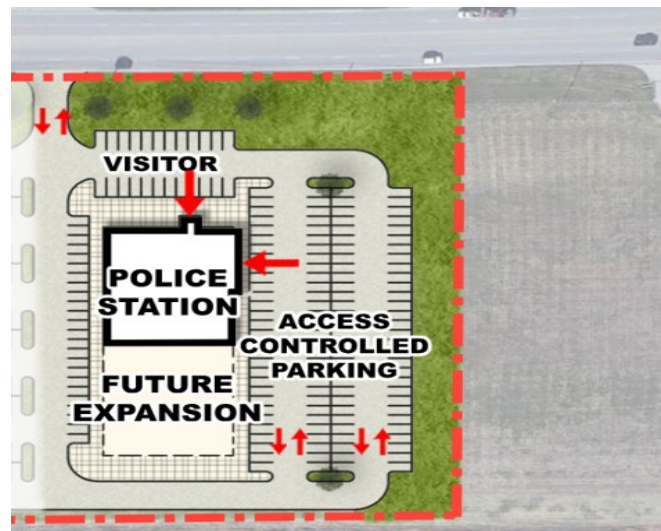 VISITOR
POLICE
STATION
ACCESS
CONTROLLED
PARKING
FUTURE
EXPANSION